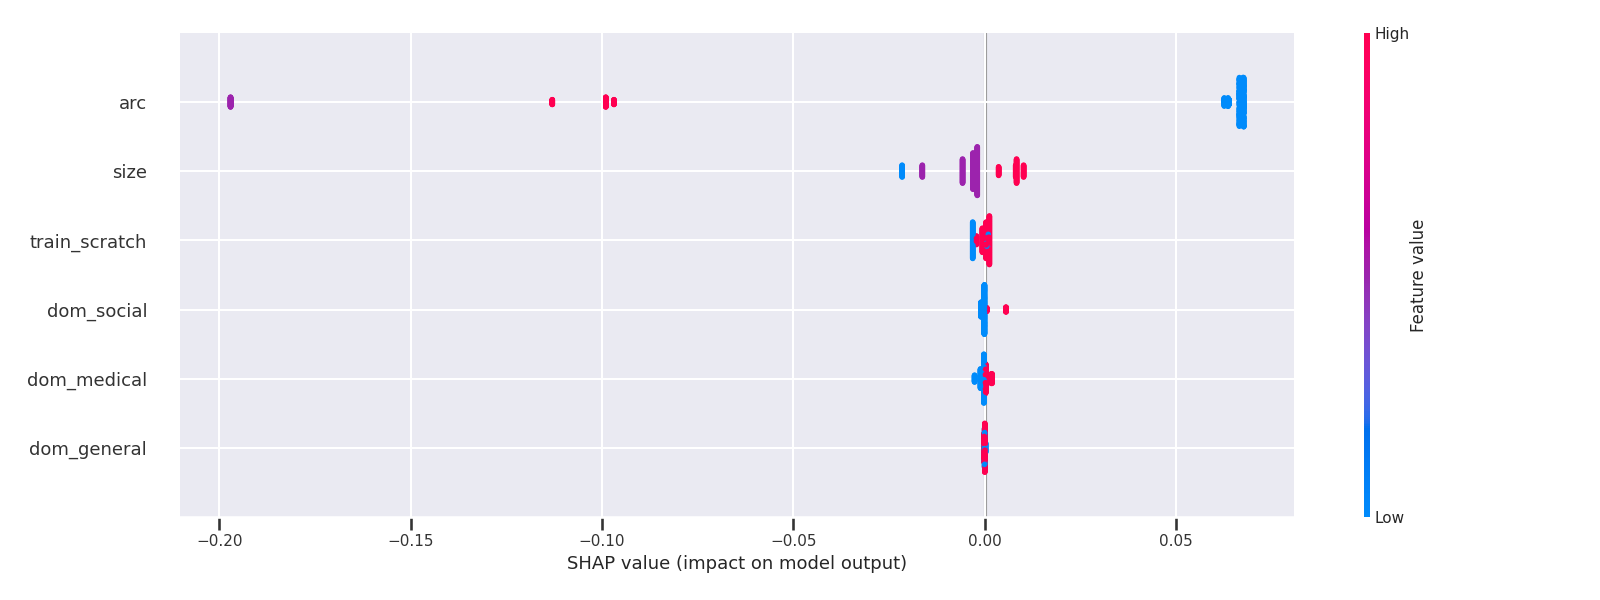 High
arc
size
train_scratch
dom_social
dom_medical
dom_general
Feature value
Low
−0.20 −0.15 −0.10 −0.05 0.00 0.05
SHAP value (impact on model output)